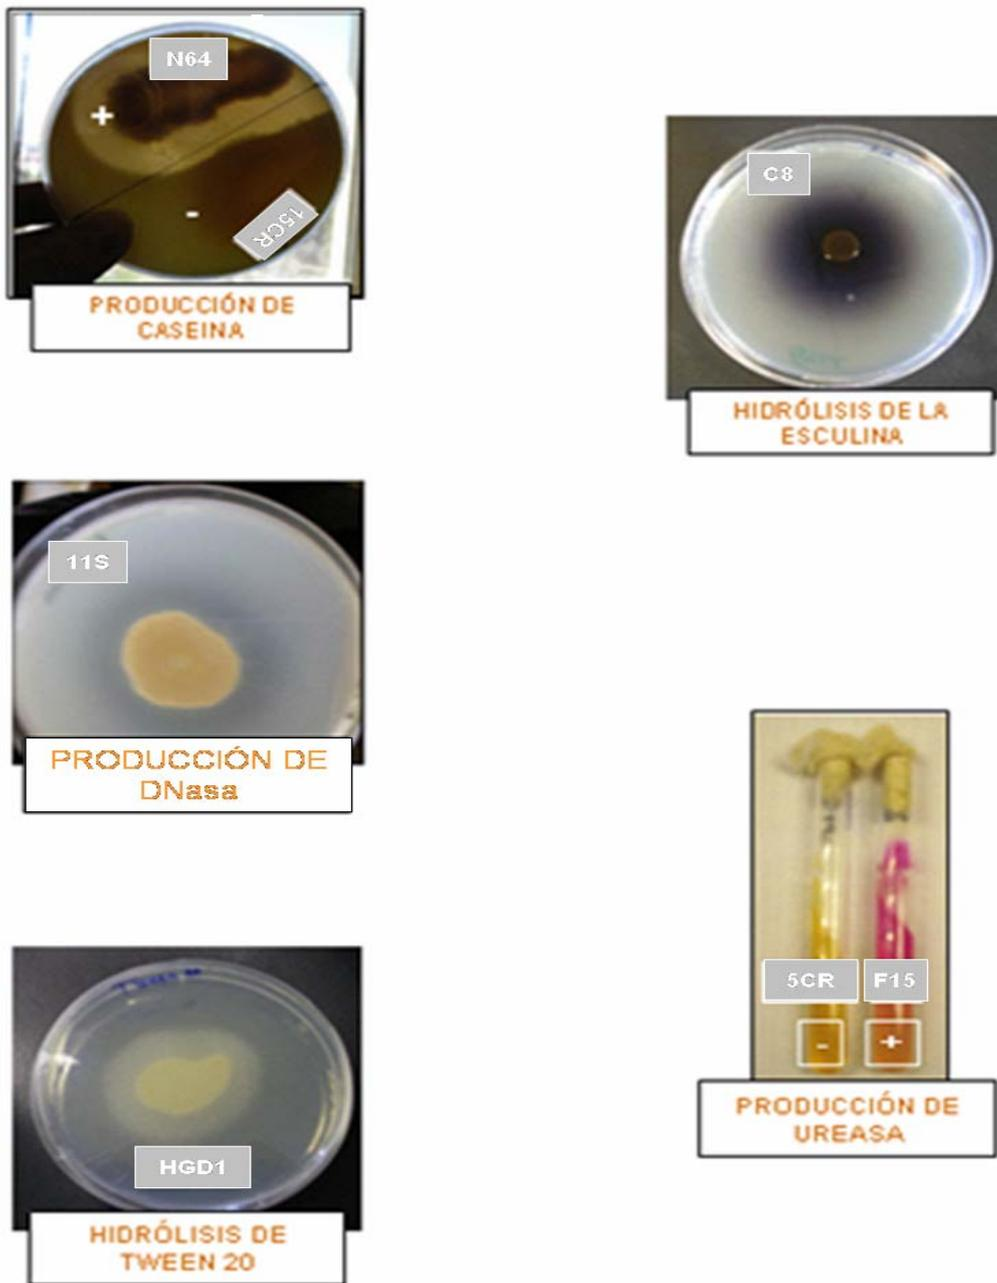 N64
+
-
15CR
PRODUCCIÓN DE
CASEINA
C8
HIDRÓLISIS DE LA
ESCULINA
11S
PRODUCCIÓN DE
DNasa
5CR F15
- +
PRODUCCIÓN DE
UREASA
HGD1
HIDRÓLISIS DE
TWEEN 20